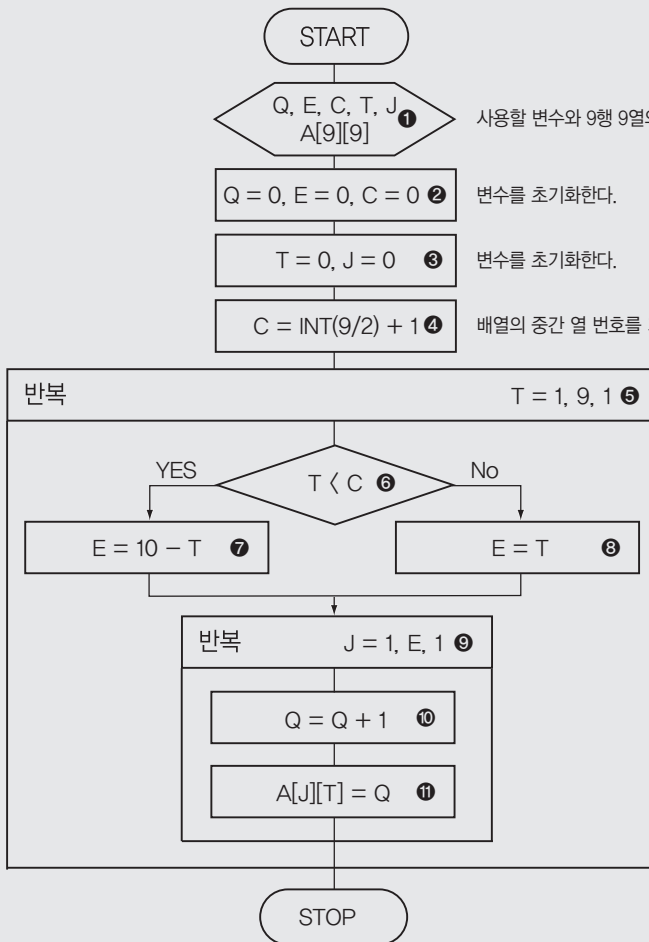 START
Q, E, C, T, J ❶
A[9][9]
사용할 변수와 9행 9열의
Q = 0, E = 0, C = 0 ❷
변수를 초기화한다.
T = 0, J = 0 ❸
변수를 초기화한다.
C = INT(9/2) + 1 ❹
배열의 중간 열 번호를
반복
T = 1, 9, 1 ❺
YES
T < C ❻
No
E = 10 − T ❼
E = T ❽
반복
J = 1, E, 1 ❾
Q = Q + 1 ❿
A[J][T] = Q ⓫
STOP